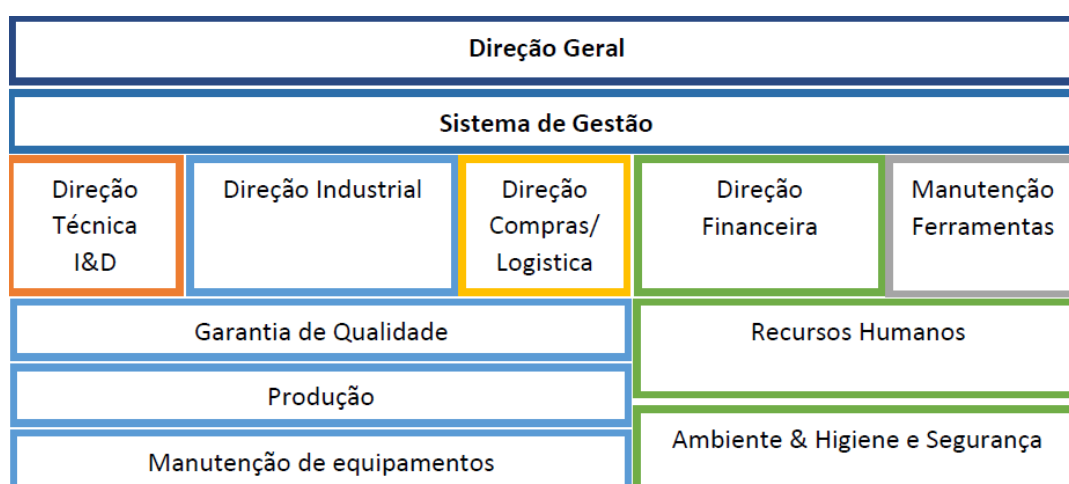 Direção Geral
Sistema de Gestão
Direção
Técnica
I&D
Direção Industrial
Direção
Compras/
Logistica
Direção
Financeira
Manutenção
Ferramentas
Garantia de Qualidade
Recursos Humanos
Produção
Ambiente & Higiene e Segurança
Manutenção de equipamentos